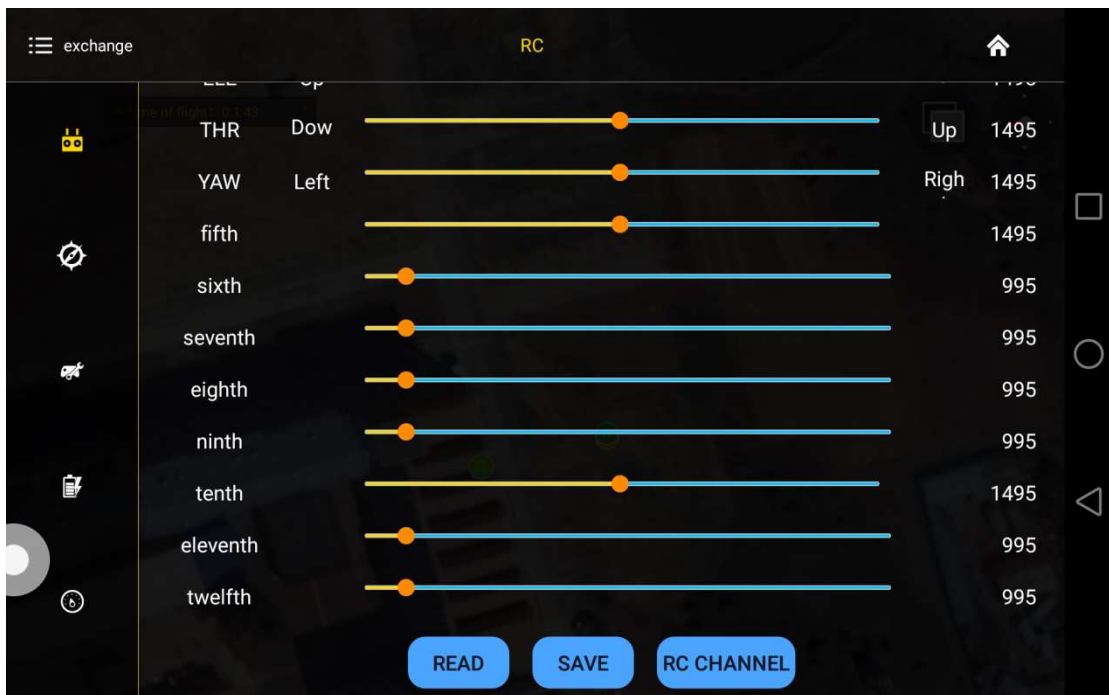 exchange RC
THR Dow Up 1495
YAW Left Righ 1495
fifth 1495
sixth 995
seventh 995
eighth 995
ninth 995
tenth 1495
eleventh 995
twelfth 995
READ SAVE RC CHANNEL